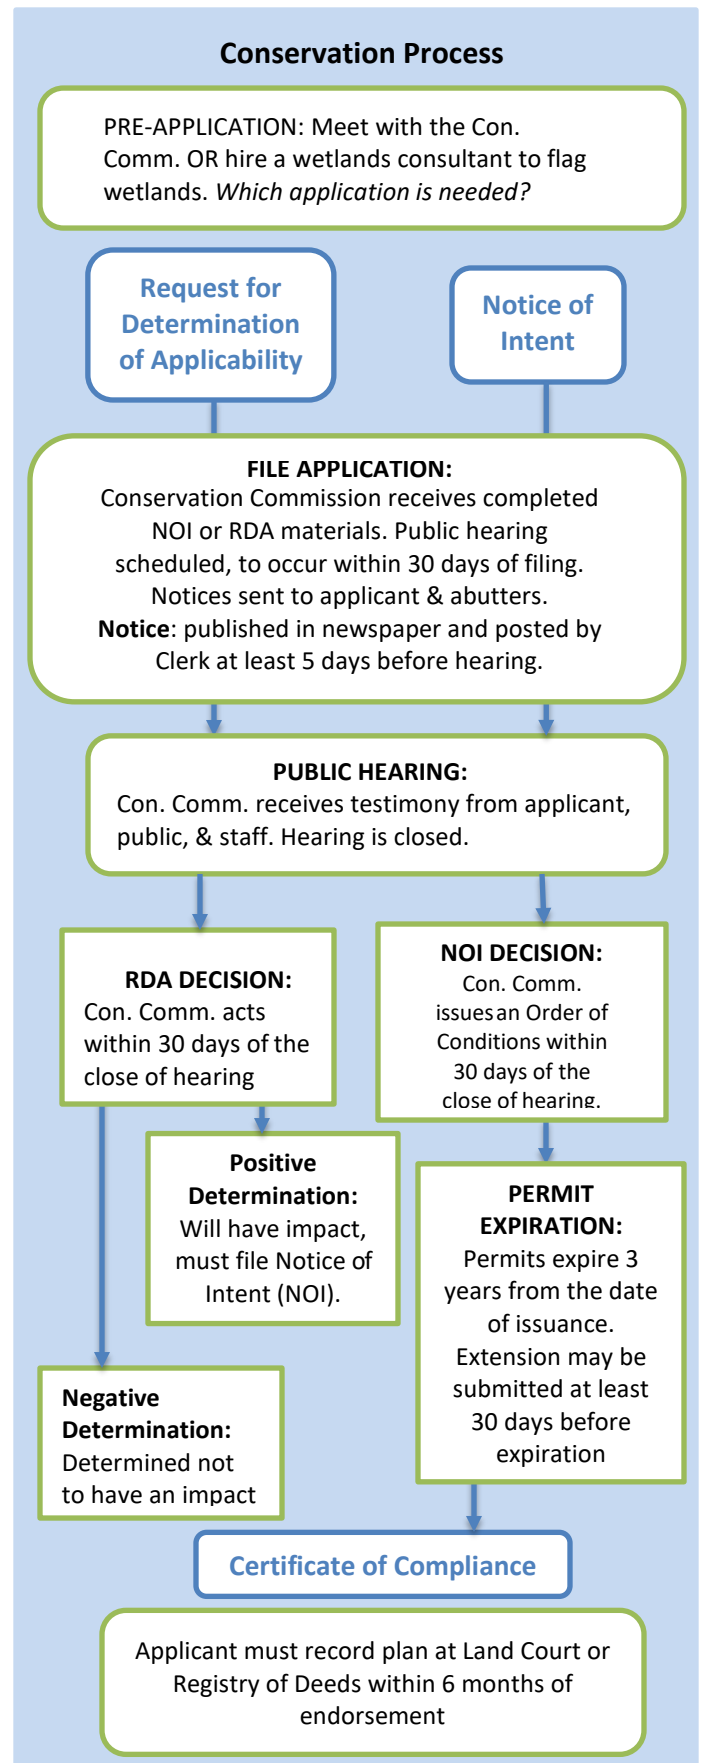 Conservation Process
PRE-APPLICATION: Meet with the Con.
Comm. OR hire a wetlands consultant to flag
wetlands. Which application is needed?
Request for
Determination
of Applicability
Notice of
Intent
FILE APPLICATION:
Conservation Commission receives completed
NOI or RDA materials. Public hearing
scheduled, to occur within 30 days of filing.
Notices sent to applicant & abutters.
Notice: published in newspaper and posted by
Clerk at least 5 days before hearing.
PUBLIC HEARING:
Con. Comm. receives testimony from applicant,
public, & staff. Hearing is closed.
RDA DECISION:
Con. Comm. acts
within 30 days of the
close of hearing
NOI DECISION:
Con. Comm.
issues an Order of
Conditions within
30 days of the
close of hearing.
Positive
Determination:
Will have impact,
must file Notice of
Intent (NOI).
PERMIT
EXPIRATION:
Permits expire 3
years from the date
of issuance.
Extension may be
submitted at least
30 days before
expiration
Negative
Determination:
Determined not
to have an impact
Certificate of Compliance
Applicant must record plan at Land Court or
Registry of Deeds within 6 months of
endorsement